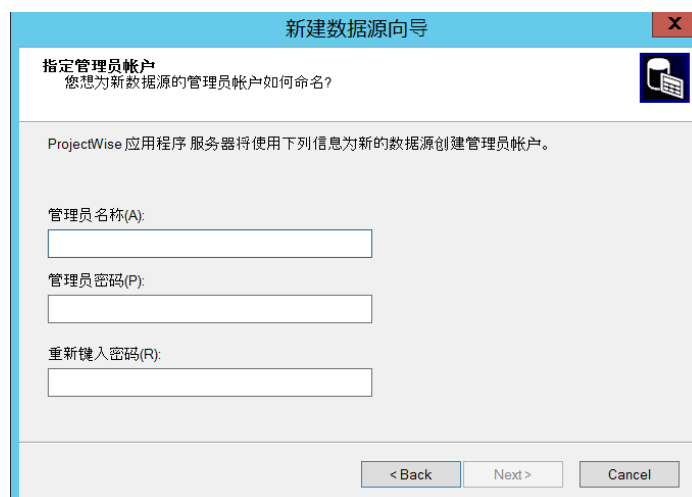 新建数据源向导
X
指定管理员帐户
您想为新数据源的管理员帐户如何命名?
ProjectWise 应用程序 服务器将使用下列信息为新的数据源创建管理员帐户。
管理员名称(A):
管理员密码(P):
重新键入密码(R):
< Back Next > Cancel